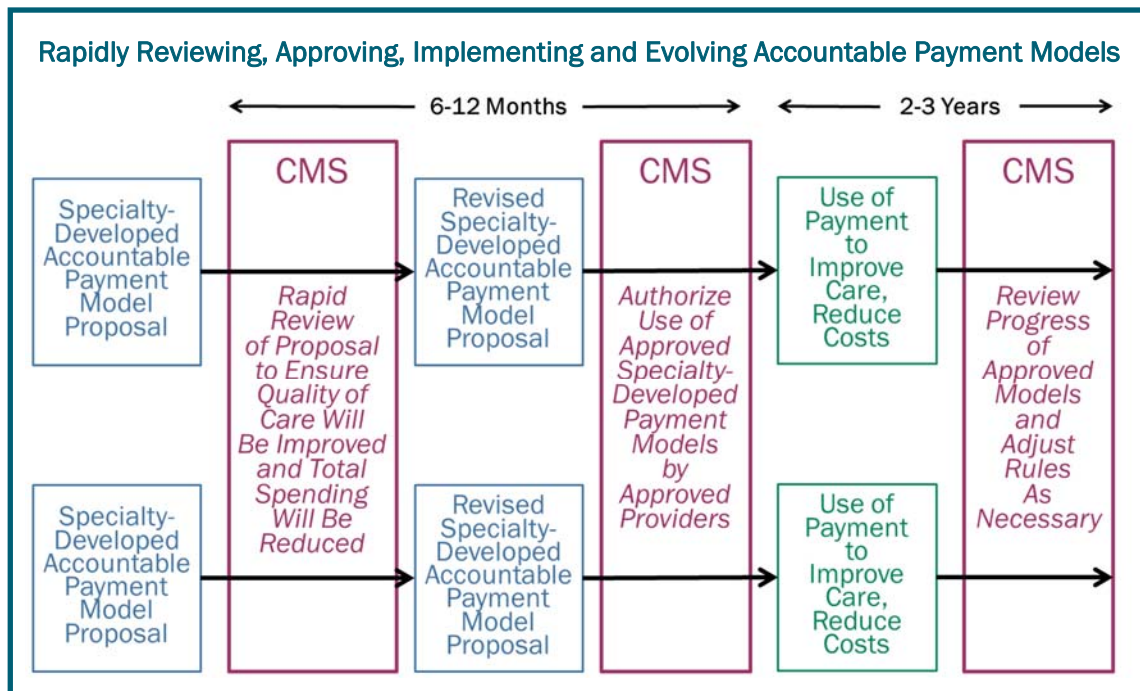 Rapidly Reviewing, Approving, Implementing and Evolving Accountable Payment Models
6-12 Months
2-3 Years
Specialty-
Developed
Accountable
Payment
Model
Proposal
CMS
Rapid
Review
of Proposal
to Ensure
Quality of
Care Will
Be Improved
and Total
Spending
Will Be
Reduced
Revised
Specialty-
Developed
Accountable
Payment
Model
Proposal
CMS
Authorize
Use of
Approved
Specialty-
Developed
Payment
Models
by
Approved
Providers
Use of
Payment
to
Improve
Care,
Reduce
Costs
CMS
Review
Progress
of
Approved
Models
and
Adjust
Rules
As
Necessary
Specialty-
Developed
Accountable
Payment
Model
Proposal
Revised
Specialty-
Developed
Accountable
Payment
Model
Proposal
Use of
Payment
to
Improve
Care,
Reduce
Costs